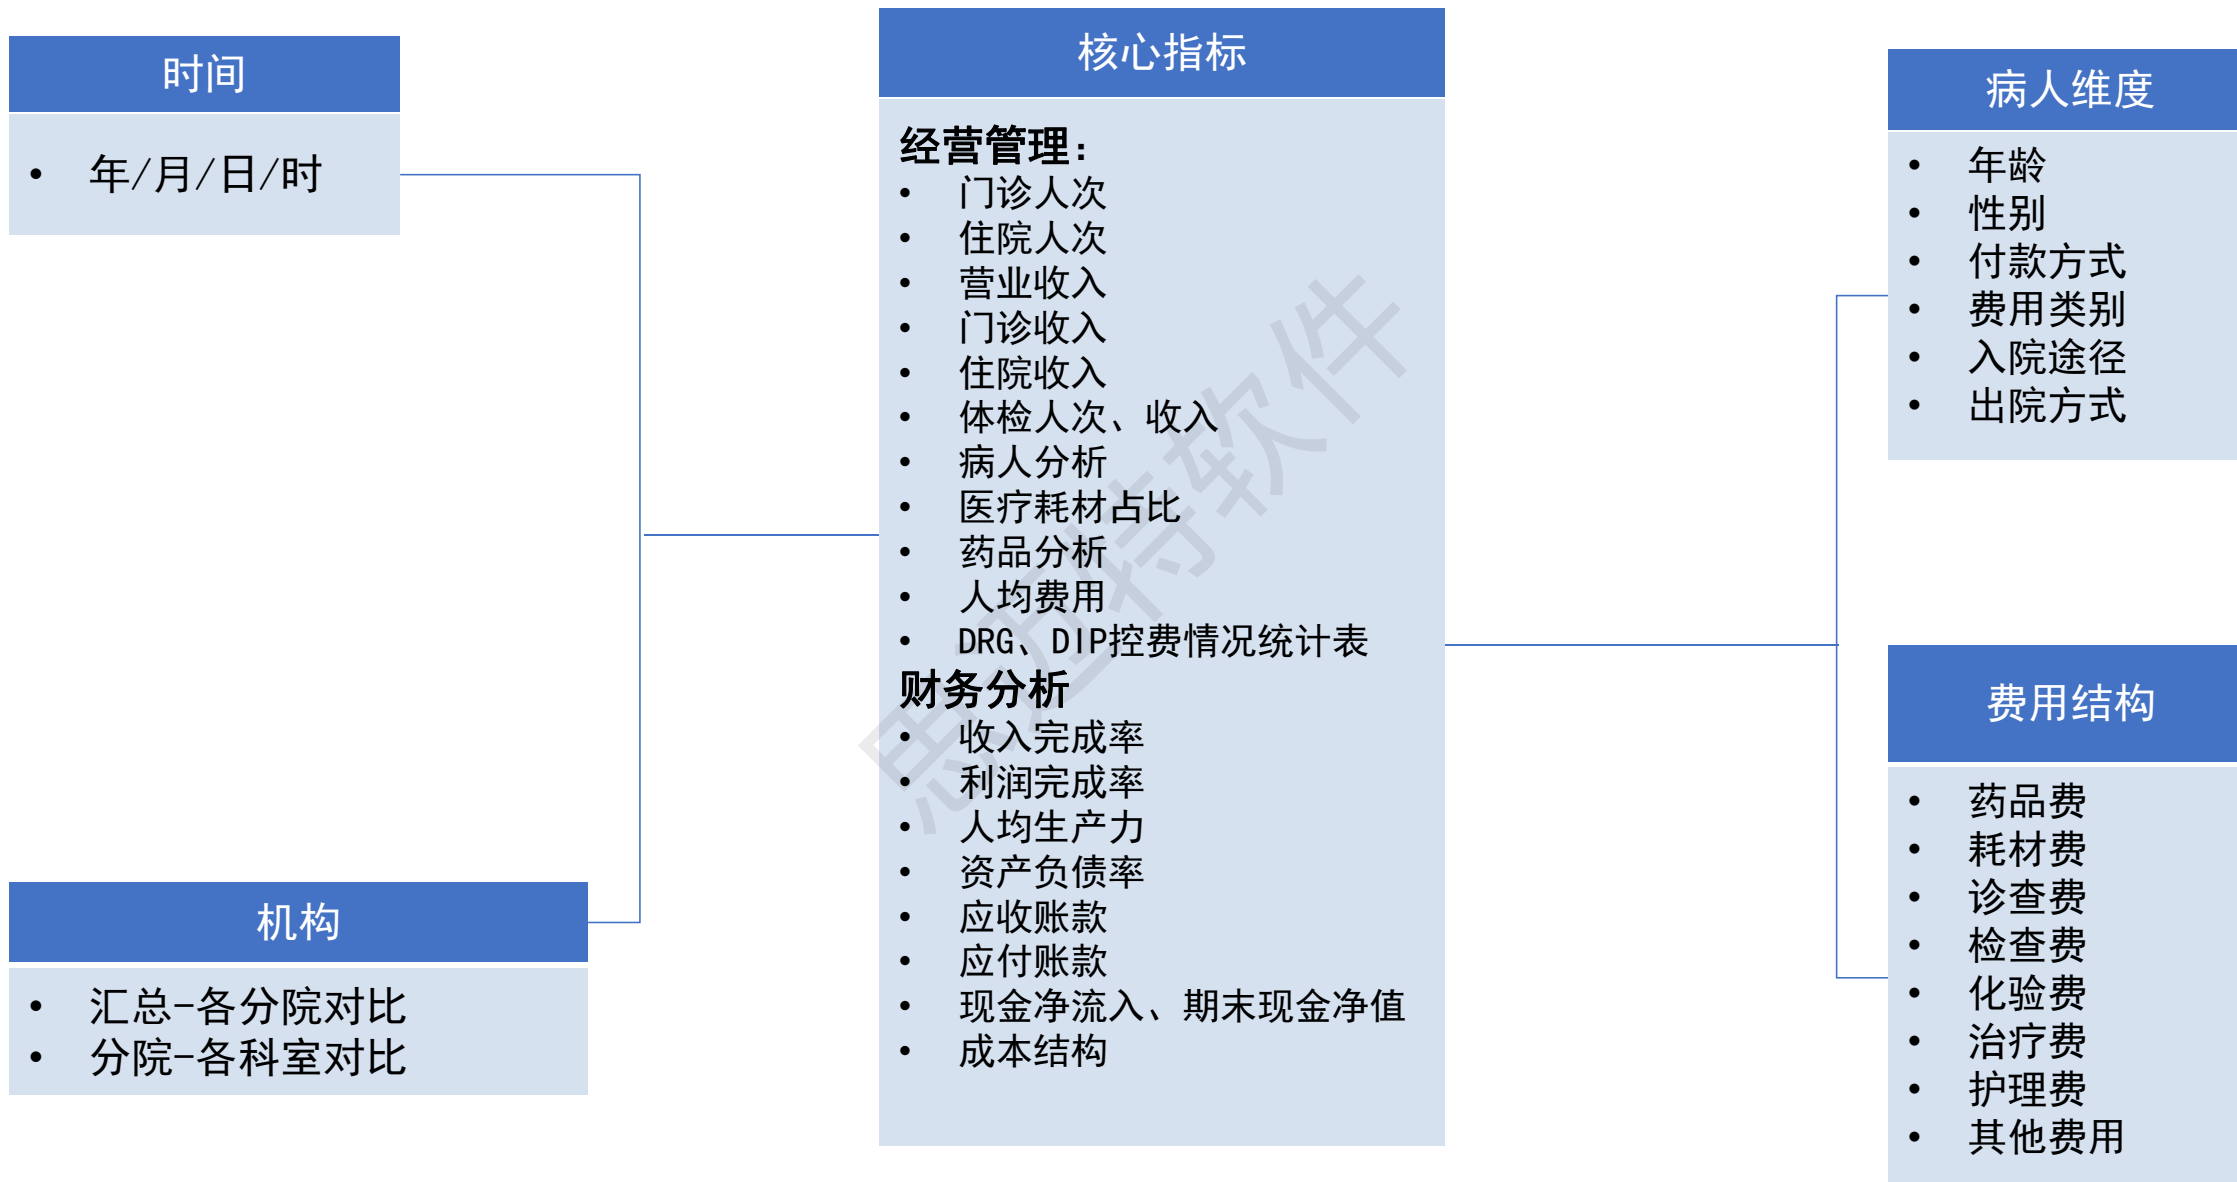 时间
• 年/月/日/时
机构
• 汇总-各分院对比
• 分院-各科室对比
核心指标
经营管理：
• 门诊人次
• 住院人次
• 营业收入
• 门诊收入
• 住院收入
• 体检人次、收入
• 病人分析
• 医疗耗材占比
• 药品分析
• 人均费用
• DRG、DIP控费情况统计表
财务分析
• 收入完成率
• 利润完成率
• 人均生产力
• 资产负债率
• 应收账款
• 应付账款
• 现金净流入、期末现金净值
• 成本结构
病人维度
• 年龄
• 性别
• 付款方式
• 费用类别
• 入院途径
• 出院方式
费用结构
• 药品费
• 耗材费
• 诊查费
• 检查费
• 化验费
• 治疗费
• 护理费
• 其他费用
思迈特软件